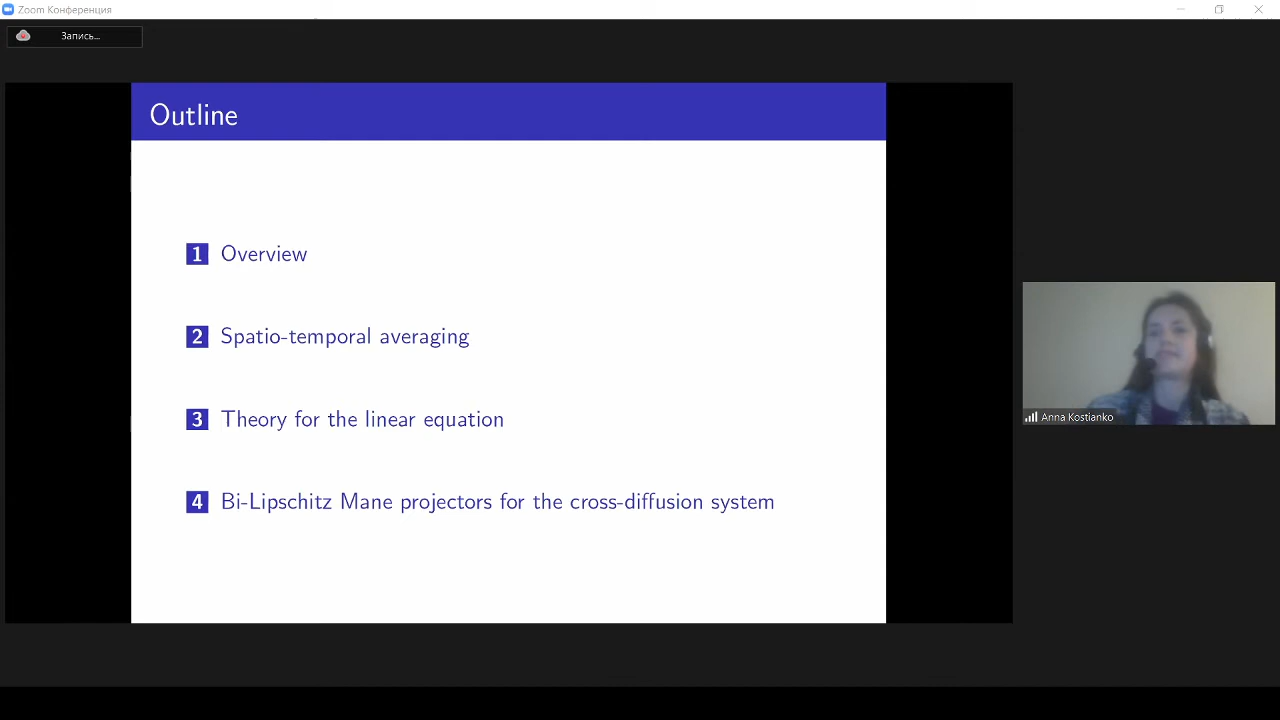 Zoom Конференция
Запись...
Outline
1 Overview
2 Spatio-temporal averaging
3 Theory for the linear equation
4 Bi-Lipschitz Mane projectors for the cross-diffusion system
Anna Kostianko